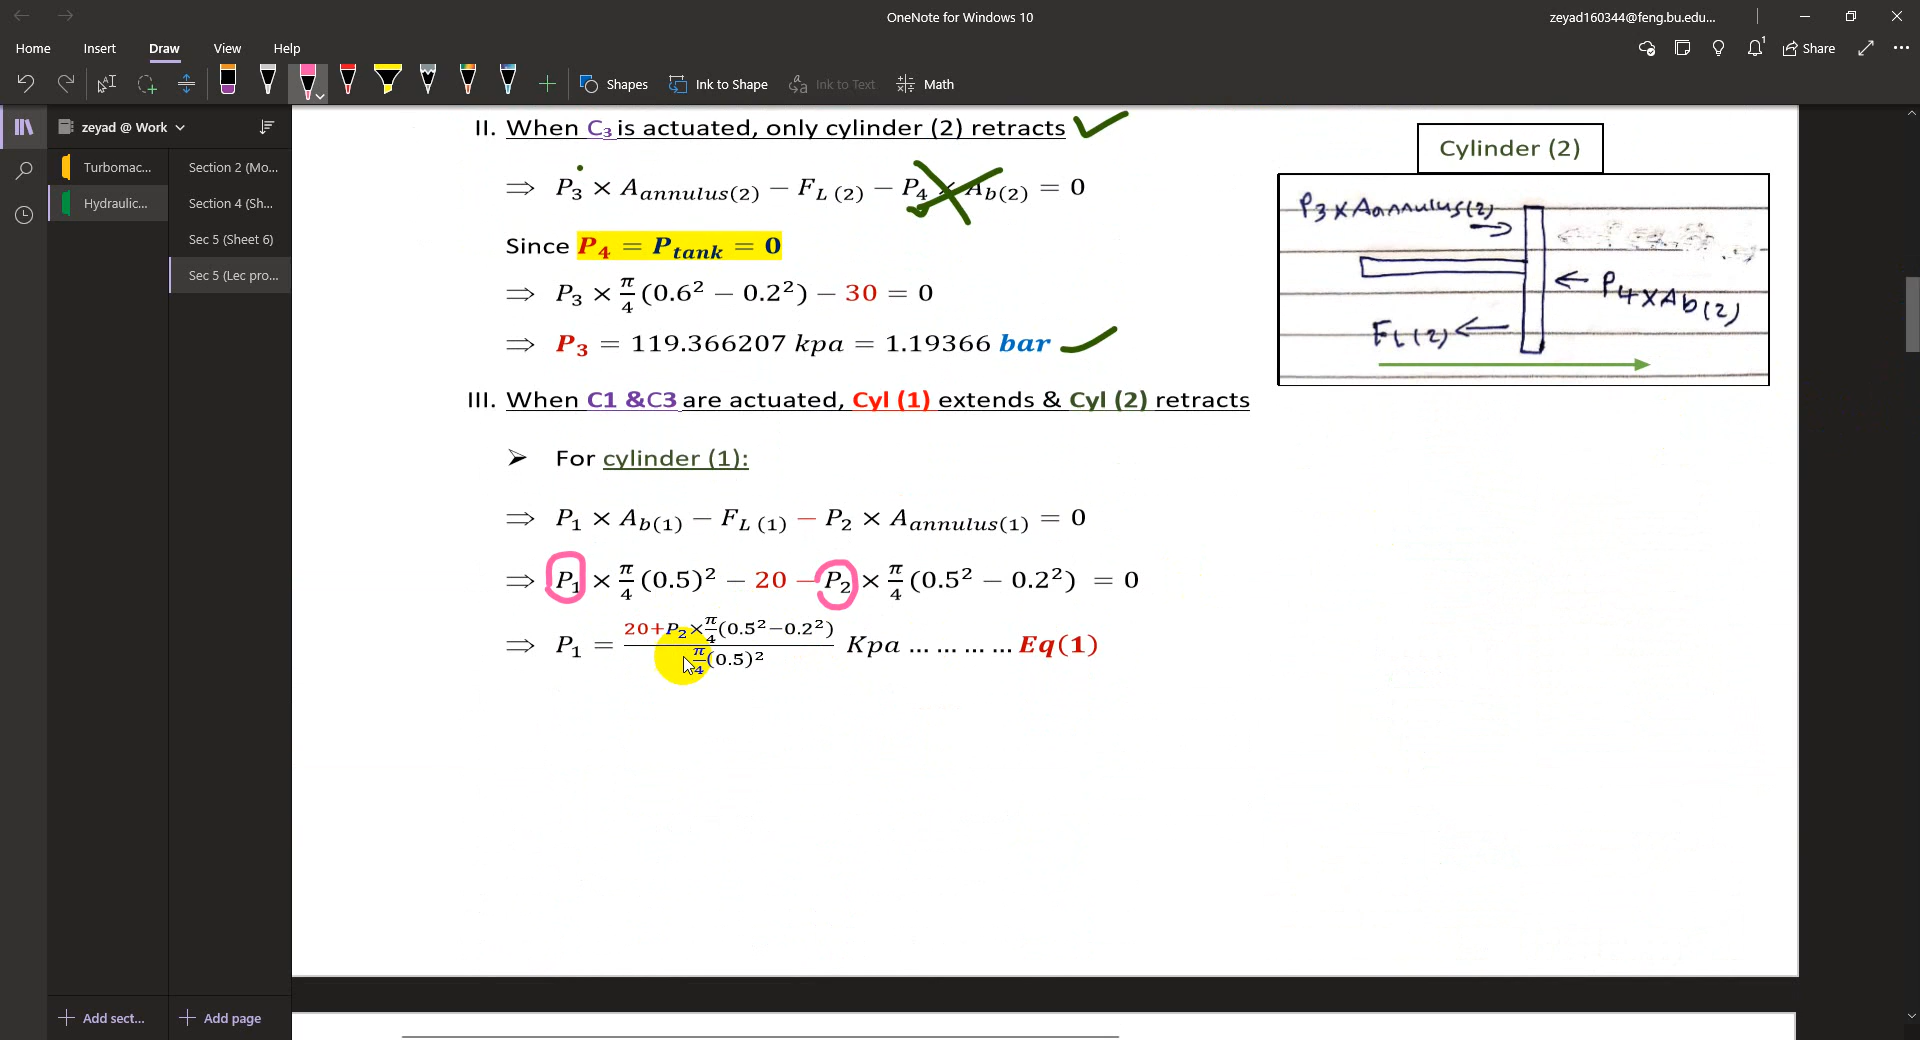 OneNote for Windows 10
zeyad160344@feng.bu.edu...
Home Insert Draw View Help
Share
Shapes
Ink to Shape
Ink to Text
Math
zeyad @ Work
Turbomac...
Hydraulic...
Section 2 (Mo...
Section 4 (Sh...
Sec 5 (Sheet 6)
Sec 5 (Lec pro...
Add sect...
Add page
II. When C₃ is actuated, only cylinder (2) retracts
⇒ P₃ × A_annulus(2) − F_L (2) − P₄ × A_b(2) = 0
Since P₄ = P_tank = 0
⇒ P₃ × π/4 (0.6² − 0.2²) − 30 = 0
⇒ P₃ = 119.366207 kpa = 1.19366 bar
Cylinder (2)
P3 x Aannulus(2)
P4 x Ab(2)
FL(2)
III. When C1 &C3 are actuated, Cyl (1) extends & Cyl (2) retracts
➢ For cylinder (1):
⇒ P₁ × A_b(1) − F_L (1) − P₂ × A_annulus(1) = 0
⇒ P₁ × π/4 (0.5)² − 20 − P₂ × π/4 (0.5² − 0.2²) = 0
⇒ P₁ = (20+P₂×π/4(0.5²−0.2²))/(π/4(0.5)²) Kpa … … … … Eq(1)